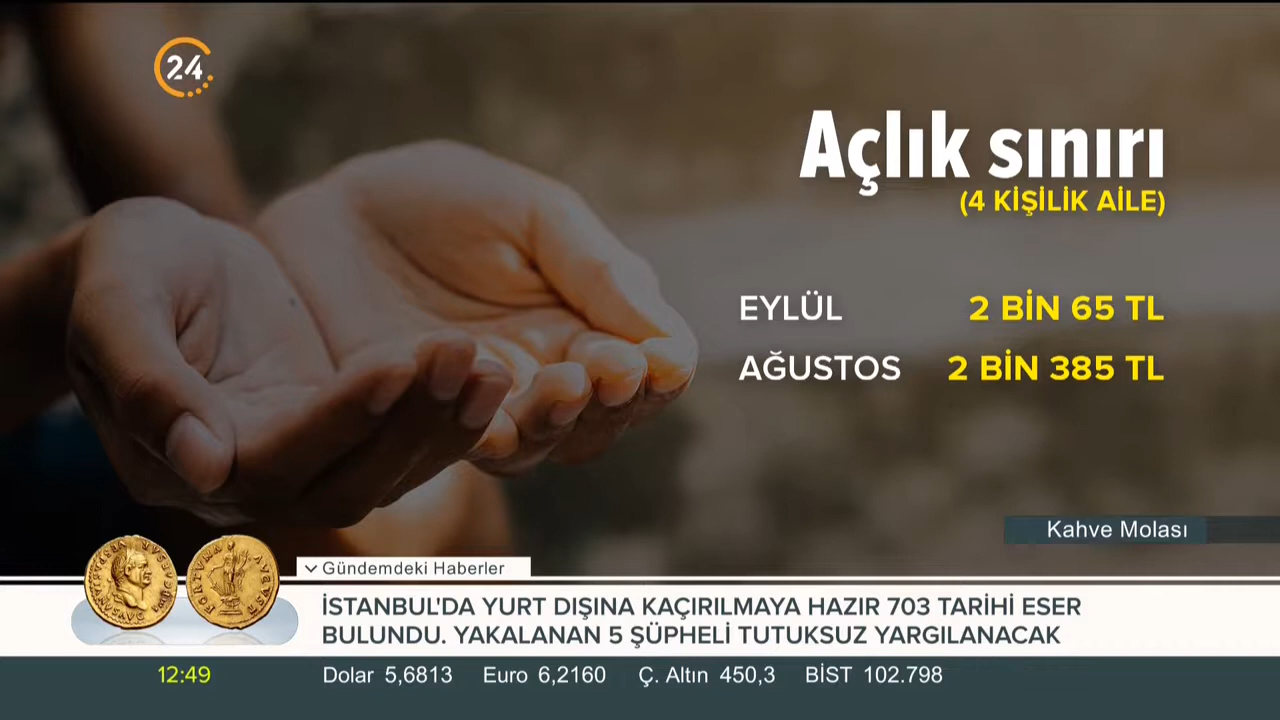 24
Açlık sınırı
(4 KİŞİLİK AİLE)
EYLÜL 2 BİN 65 TL
AĞUSTOS 2 BİN 385 TL
Kahve Molası
Gündemdeki Haberler
İSTANBUL'DA YURT DIŞINA KAÇIRILMAYA HAZIR 703 TARİHİ ESER
BULUNDU. YAKALANAN 5 ŞÜPHELİ TUTUKSUZ YARGILANACAK
12:49 Dolar 5,6813 Euro 6,2160 Ç. Altın 450,3 BİST 102.798